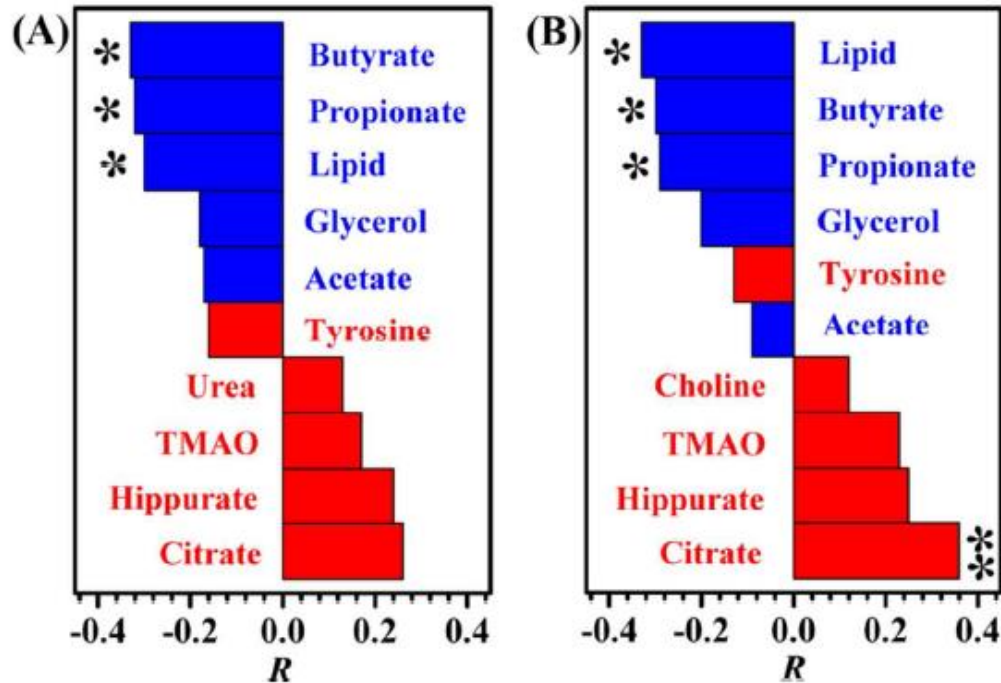 (A)
* Butyrate
* Propionate
* Lipid
Glycerol
Acetate
Tyrosine
Urea
TMAO
Hippurate
Citrate
-0.4 -0.2 0.0 0.2 0.4
R
(B)
* Lipid
* Butyrate
* Propionate
Glycerol
Tyrosine
Acetate
Choline
TMAO
Hippurate
Citrate **
-0.4 -0.2 0.0 0.2 0.4
R